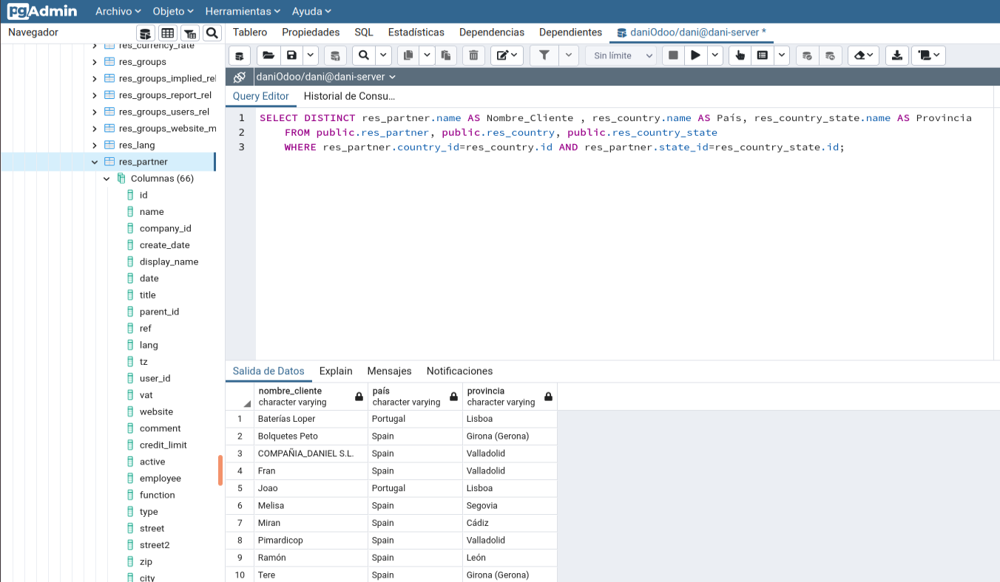 pgAdmin Archivo Objeto Herramientas Ayuda
Navegador
Tablero Propiedades SQL Estadísticas Dependencias Dependientes daniOdoo/dani@dani-server *
Sin límite
daniOdoo/dani@dani-server
Query Editor Historial de Consu...
1 SELECT DISTINCT res_partner.name AS Nombre_Cliente , res_country.name AS País, res_country_state.name AS Provincia
2 FROM public.res_partner, public.res_country, public.res_country_state
3 WHERE res_partner.country_id=res_country.id AND res_partner.state_id=res_country_state.id;
res_currency_rate
res_groups
res_groups_implied_rel
res_groups_report_rel
res_groups_users_rel
res_groups_website_m
res_lang
res_partner
Columnas (66)
id
name
company_id
create_date
display_name
date
title
parent_id
ref
lang
tz
user_id
vat
website
comment
credit_limit
active
employee
function
type
street
street2
zip
city
Salida de Datos Explain Mensajes Notificaciones
nombre_cliente país provincia
character varying character varying character varying
1 Baterías Loper Portugal Lisboa
2 Bolquetes Peto Spain Girona (Gerona)
3 COMPAÑIA_DANIEL S.L. Spain Valladolid
4 Fran Spain Valladolid
5 Joao Portugal Lisboa
6 Melisa Spain Segovia
7 Miran Spain Cádiz
8 Pimardicop Spain Valladolid
9 Ramón Spain León
10 Tere Spain Girona (Gerona)